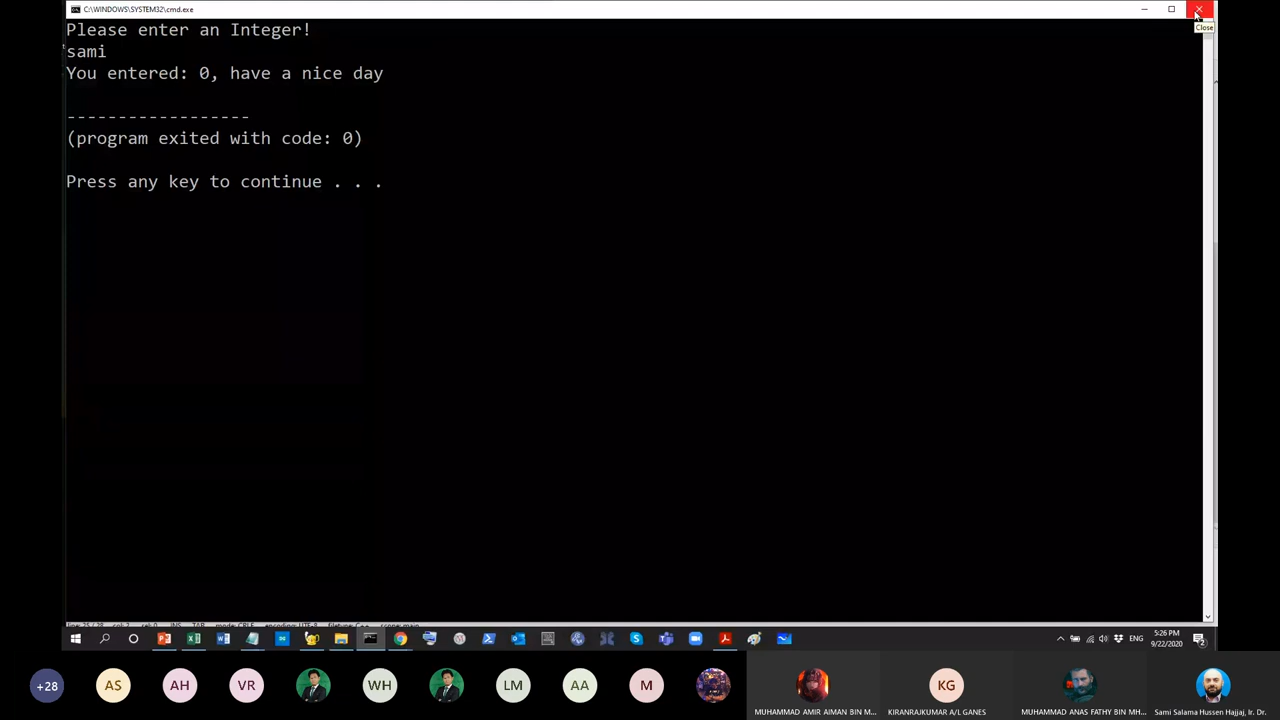 C:\WINDOWS\SYSTEM32\cmd.exe
Please enter an Integer!
sami
You entered: 0, have a nice day
------------------
(program exited with code: 0)
Press any key to continue . . .
Close
ENG
5:26 PM
9/22/2020
+28
AS
AH
VR
WH
LM
AA
M
KG
MUHAMMAD AMIR AIMAN BIN M...
KIRANRAJKUMAR A/L GANES
MUHAMMAD ANAS FATHY BIN MH...
Sami Salama Hussen Hajjaj, Ir. Dr.